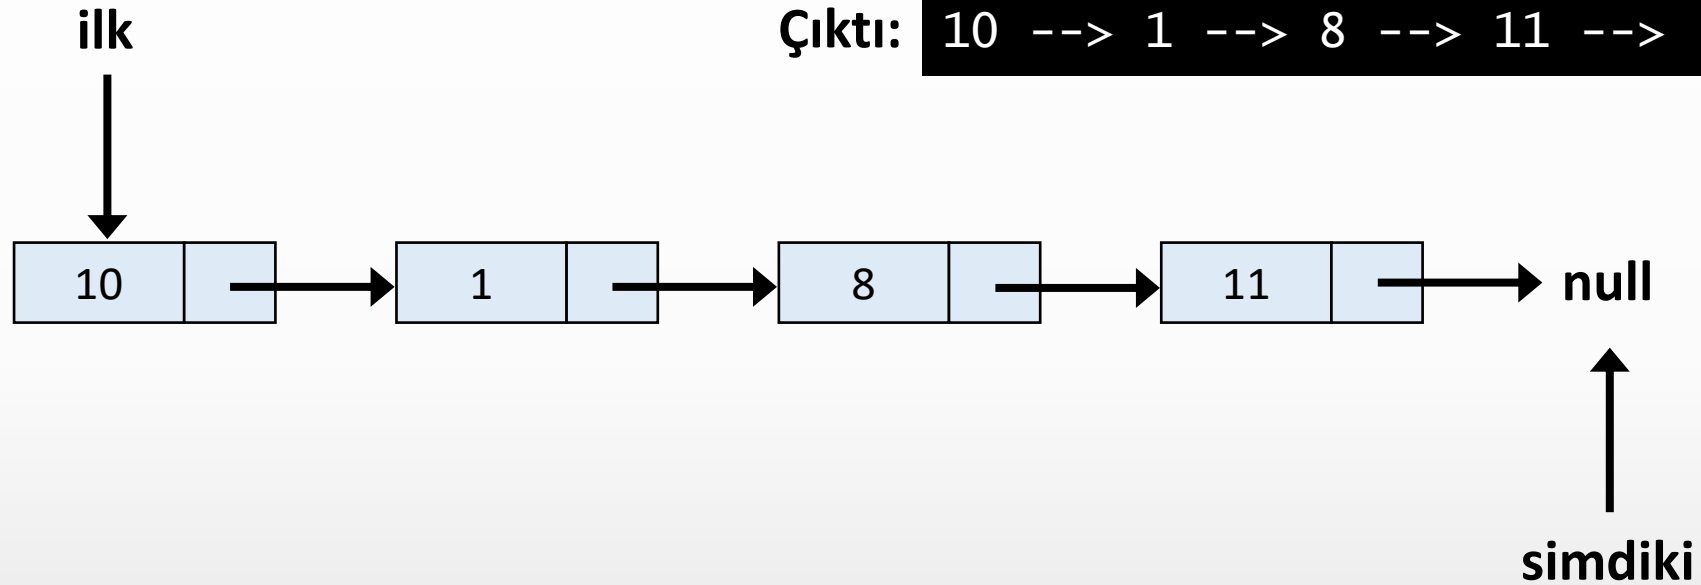 ilk
Çıktı: 10 --> 1 --> 8 --> 11 -->
10 1 8 11 null
simdiki